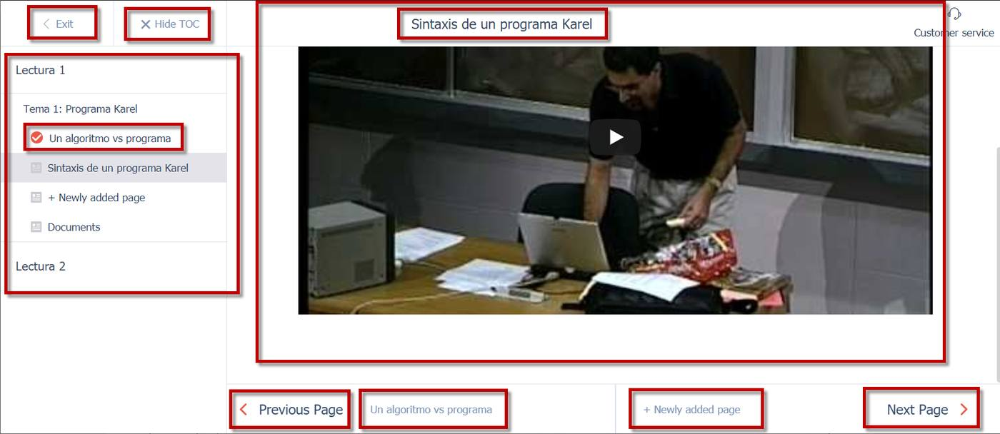 Exit
Hide TOC
Sintaxis de un programa Karel
Customer service
Lectura 1
Tema 1: Programa Karel
Un algoritmo vs programa
Sintaxis de un programa Karel
+ Newly added page
Documents
Lectura 2
Previous Page
Un algoritmo vs programa
+ Newly added page
Next Page